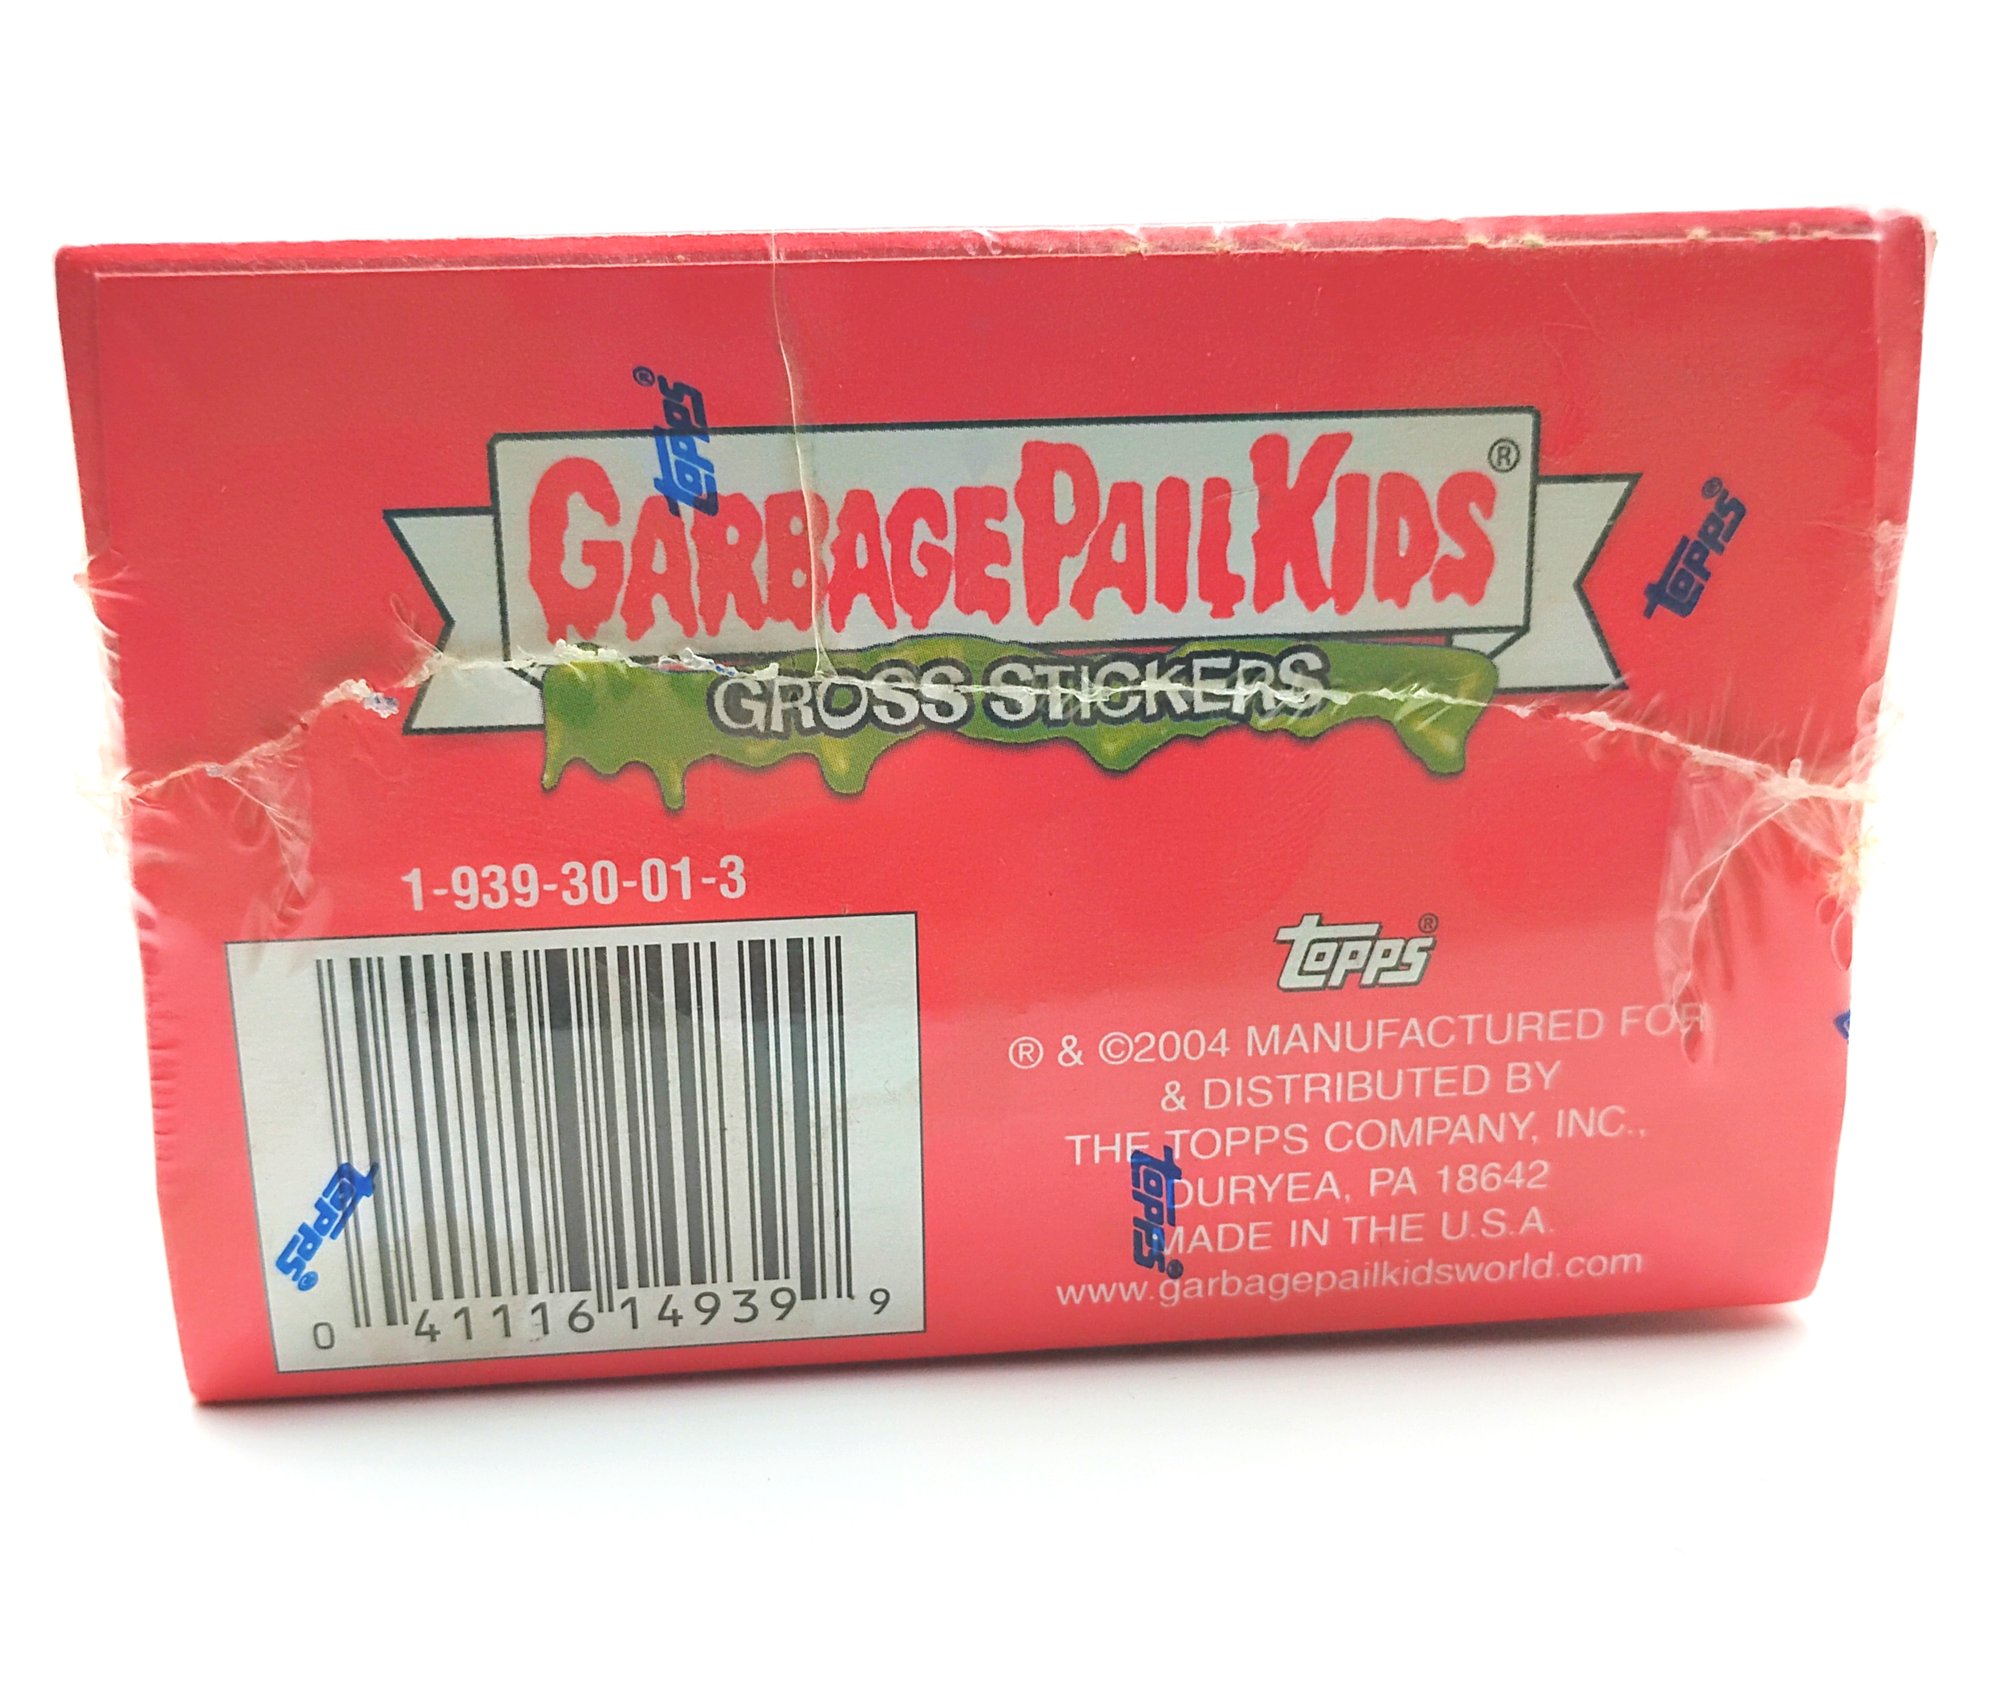 GARBAGE PAIL KIDS®
GROSS STICKERS
1-939-30-01-3
0 41116 14939 9
topps®
® & ©2004 MANUFACTURED FOR
& DISTRIBUTED BY
THE TOPPS COMPANY, INC.,
DURYEA, PA 18642
MADE IN THE U.S.A.
www.garbagepailkidsworld.com
topps®
topps®
topps®
topps®